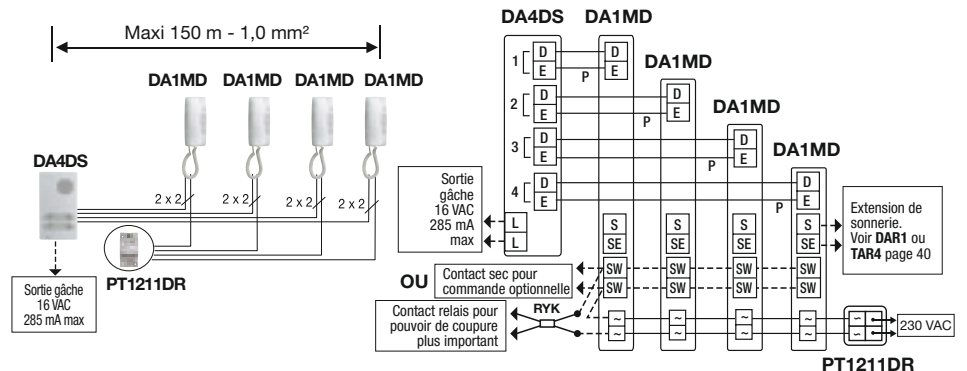 Maxi 150 m - 1,0 mm²
DA1MD DA1MD DA1MD DA1MD
DA4DS
2 x 2 2 x 2 2 x 2 2 x 2
PT1211DR
Sortie gâche
16 VAC
285 mA max
DA4DS DA1MD
1 D D
E P E
DA1MD
2 D D
E P E
DA1MD
3 D D
E P E
DA1MD
4 D D
E P E
Sortie
gâche
16 VAC
285 mA
max
L
L
S S S S
SE SE SE SE
Extension de
sonnerie.
Voir DAR1 ou
TAR4 page 40
OU
Contact sec pour
commande optionnelle
SW SW SW SW
SW SW SW SW
Contact relais pour
pouvoir de coupure
plus important
RYK
~ ~ ~ ~ ~
~ ~ ~ ~ ~
230 VAC
PT1211DR